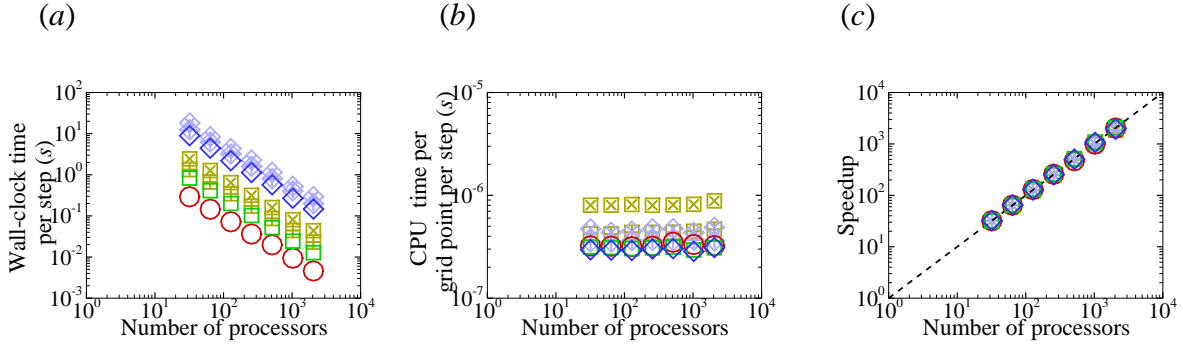 (a)
Wall-clock time
per step (s)
10^2
10^1
10^0
10^-1
10^-2
10^-3
10^0 10^1 10^2 10^3 10^4
Number of processors
(b)
CPU time per
grid point per step (s)
10^-5
10^-6
10^-7
10^0 10^1 10^2 10^3 10^4
Number of processors
(c)
Speedup
10^4
10^3
10^2
10^1
10^0
10^0 10^1 10^2 10^3 10^4
Number of processors